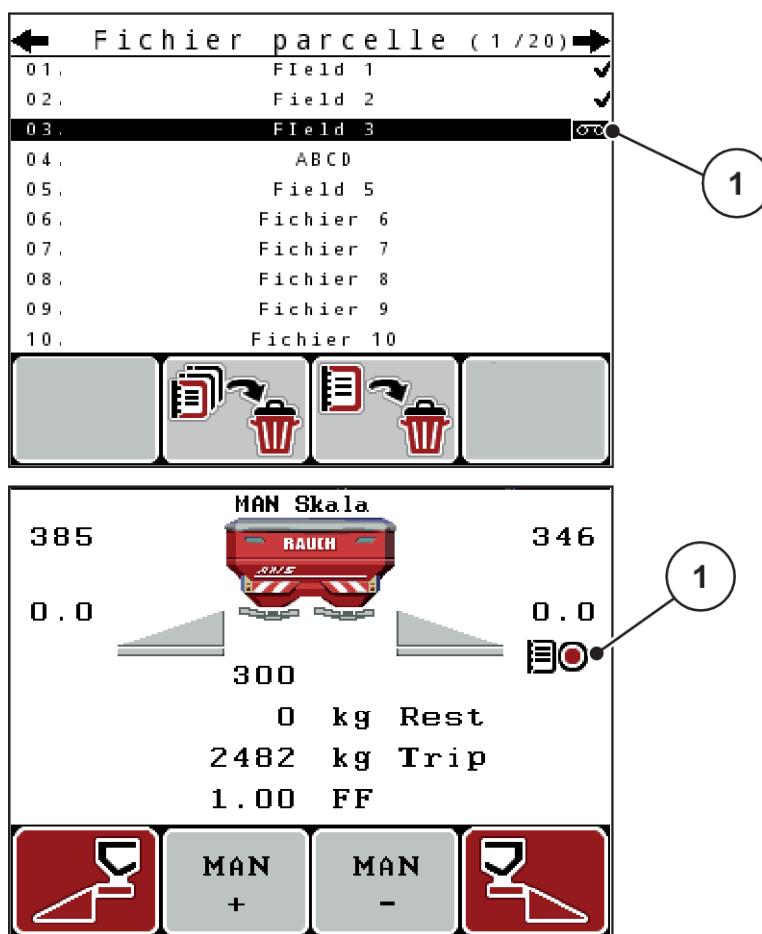 Fichier parcelle (1/20)
01. FIeld 1
02. Field 2
03. FIeld 3
1
04. ABCD
05. Field 5
06. Fichier 6
07. Fichier 7
08. Fichier 8
09. Fichier 9
10. Fichier 10
MAN Skala
385 346
RAUCH
AXIS
0.0 0.0
1
300
0 kg Rest
2482 kg Trip
1.00 FF
MAN MAN
+ -